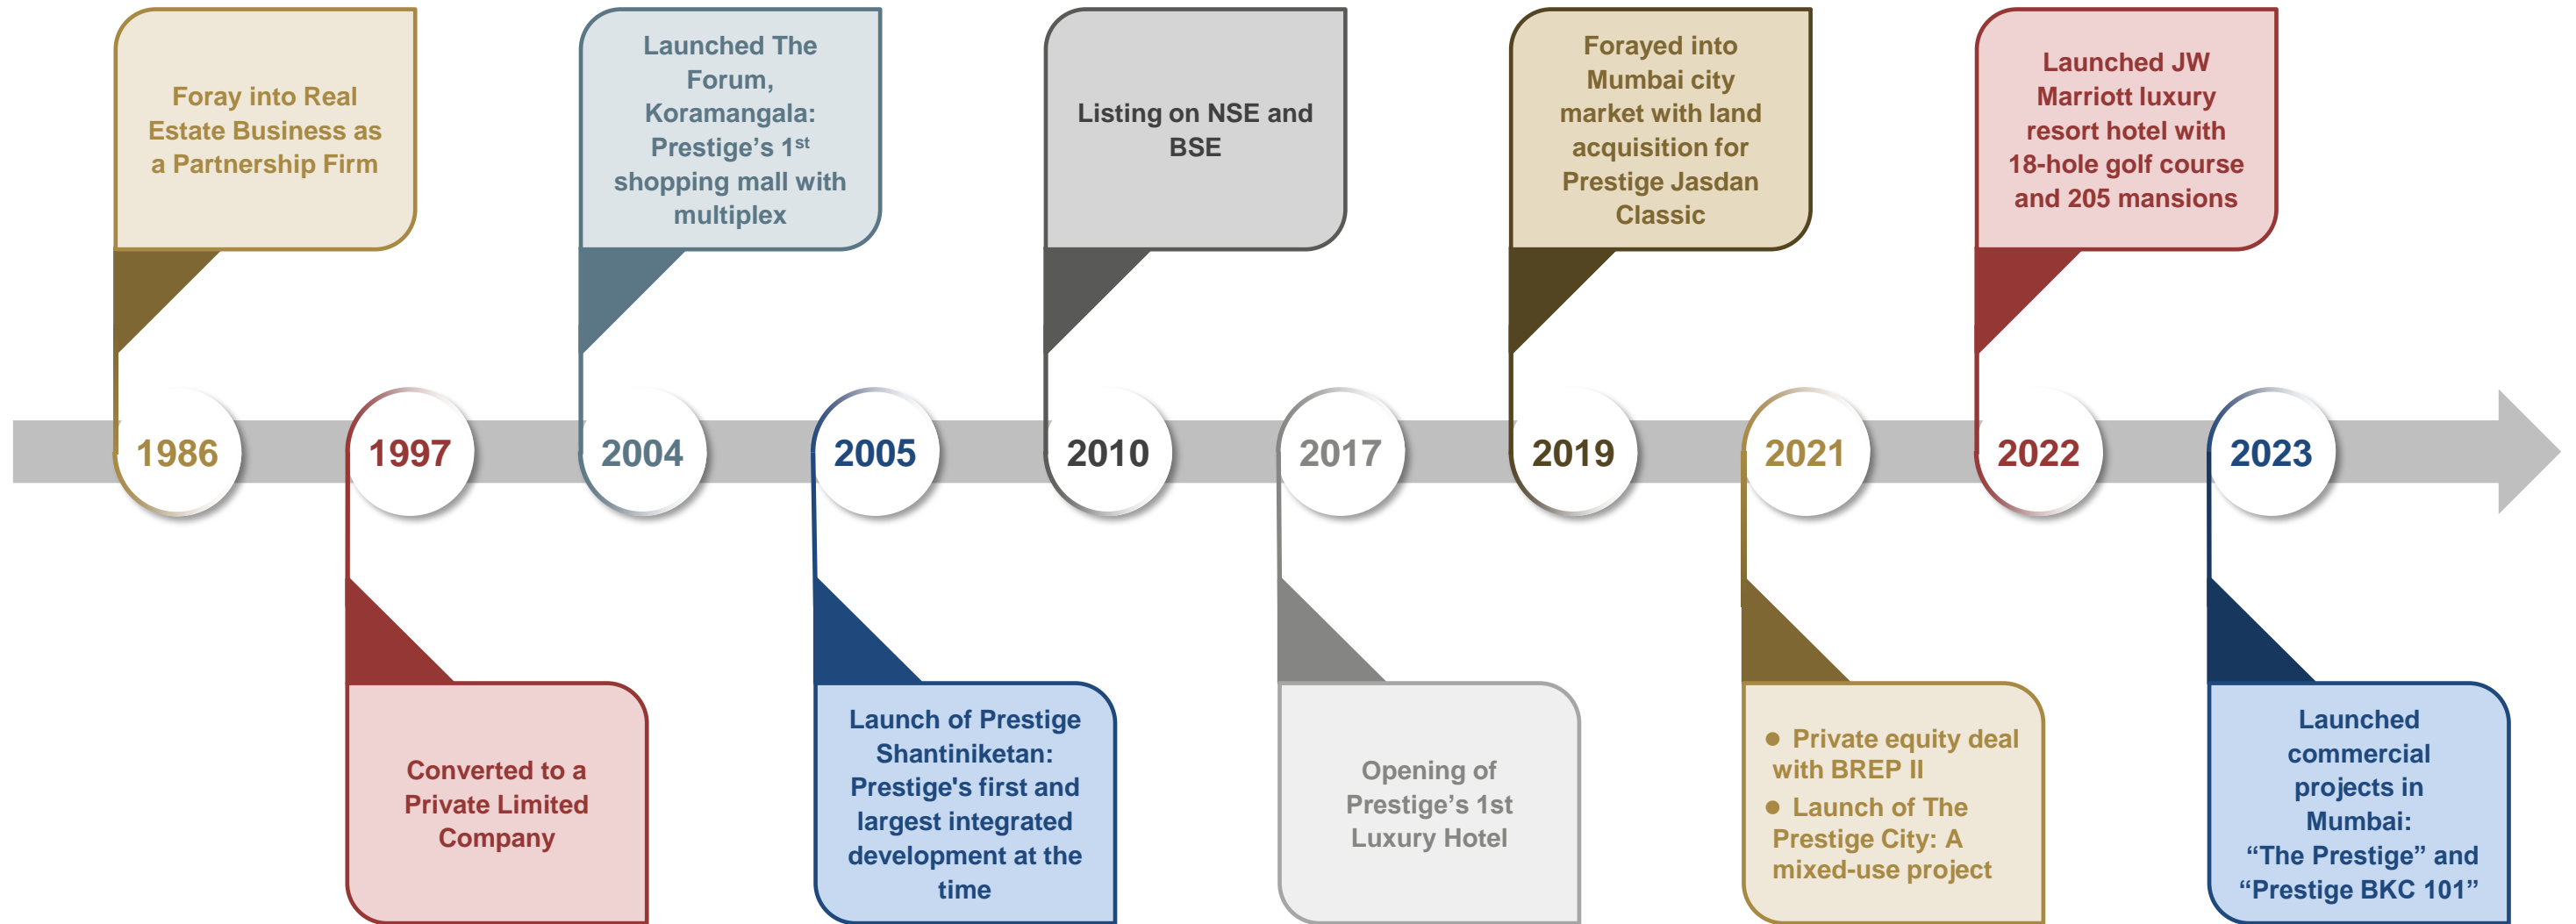 Foray into Real
Estate Business as
a Partnership Firm
Launched The
Forum,
Koramangala:
Prestige’s 1st
shopping mall with
multiplex
Listing on NSE and
BSE
Forayed into
Mumbai city
market with land
acquisition for
Prestige Jasdan
Classic
Launched JW
Marriott luxury
resort hotel with
18-hole golf course
and 205 mansions
1986
1997
2004
2005
2010
2017
2019
2021
2022
2023
Converted to a
Private Limited
Company
Launch of Prestige
Shantiniketan:
Prestige's first and
largest integrated
development at the
time
Opening of
Prestige’s 1st
Luxury Hotel
● Private equity deal
with BREP II
● Launch of The
Prestige City: A
mixed-use project
Launched
commercial
projects in
Mumbai:
“The Prestige” and
“Prestige BKC 101”